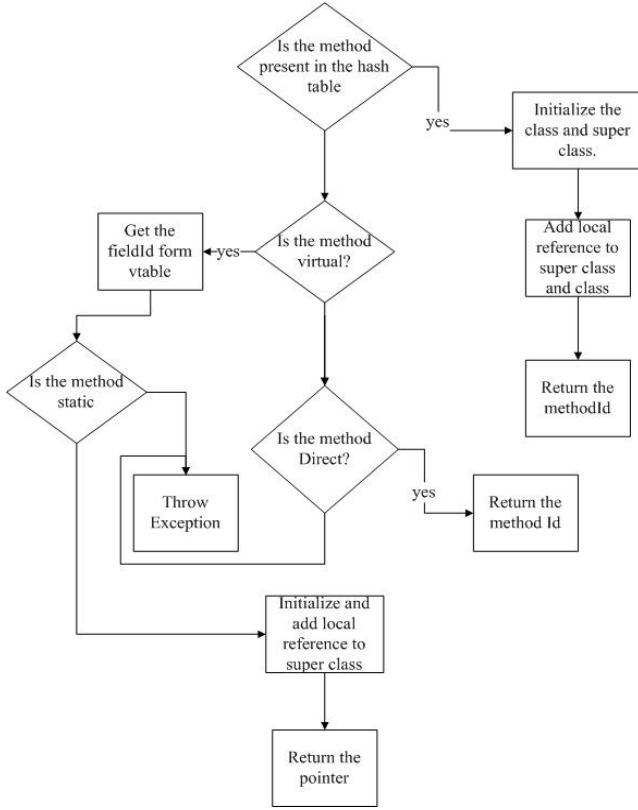 Is the method
present in the hash
table
yes
Initialize the
class and super
class.
Get the
fieldId form
vtable
yes
Is the method
virtual?
Add local
reference to
super class
and class
Is the method
static
Return the
methodId
Is the method
Direct?
Throw
Exception
yes
Return the
method Id
Initialize and
add local
reference to
super class
Return the
pointer